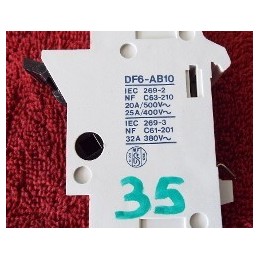 DF6-AB10
IEC 269-2
NF C63-210
20A/500V~
25A/400V~
IEC 269-3
NF C61-201
32A 380V~
35